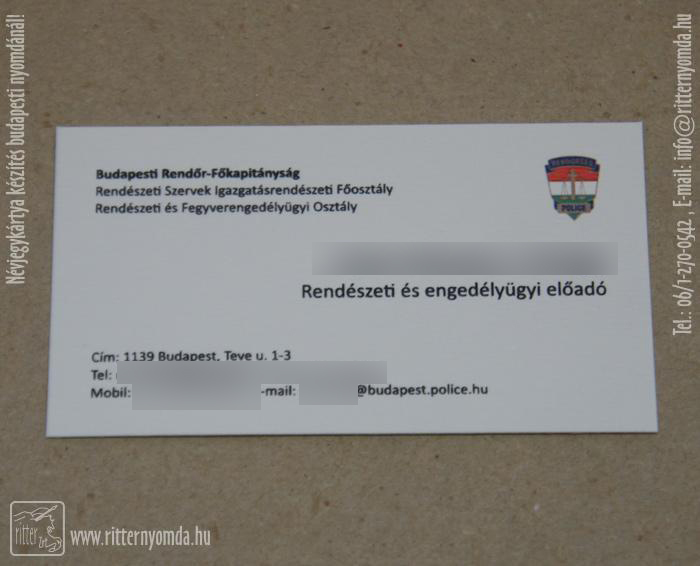 Budapesti Rendőr-Főkapitányság
Rendészeti Szervek Igazgatásrendészeti Főosztály
Rendészeti és Fegyverengedélyügyi Osztály
RENDŐRSÉG
POLICE
Rendészeti és engedélyügyi előadó
Cím: 1139 Budapest, Teve u. 1-3
Tel:
Mobil: -mail: @budapest.police.hu
Névjegykártya készítés budapesti nyomdánál!
Tel.: 06/1-270-0542 E-mail: info@ritternyomda.hu
ritter
www.ritternyomda.hu